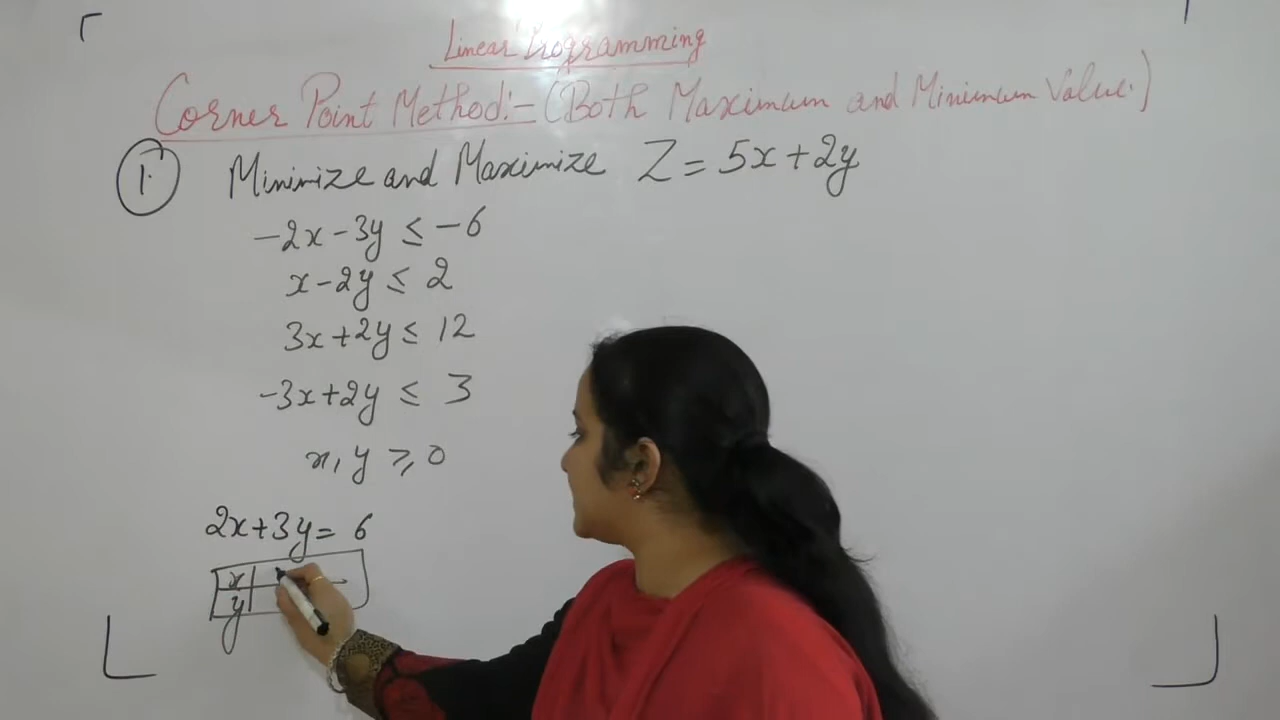 Linear Programming
Corner Point Method:- (Both Maximum and Minimum Value.)
1. Minimize and Maximize Z = 5x + 2y
-2x - 3y ≤ -6
x - 2y ≤ 2
3x + 2y ≤ 12
-3x + 2y ≤ 3
x, y ≥, 0
2x + 3y = 6
x
y